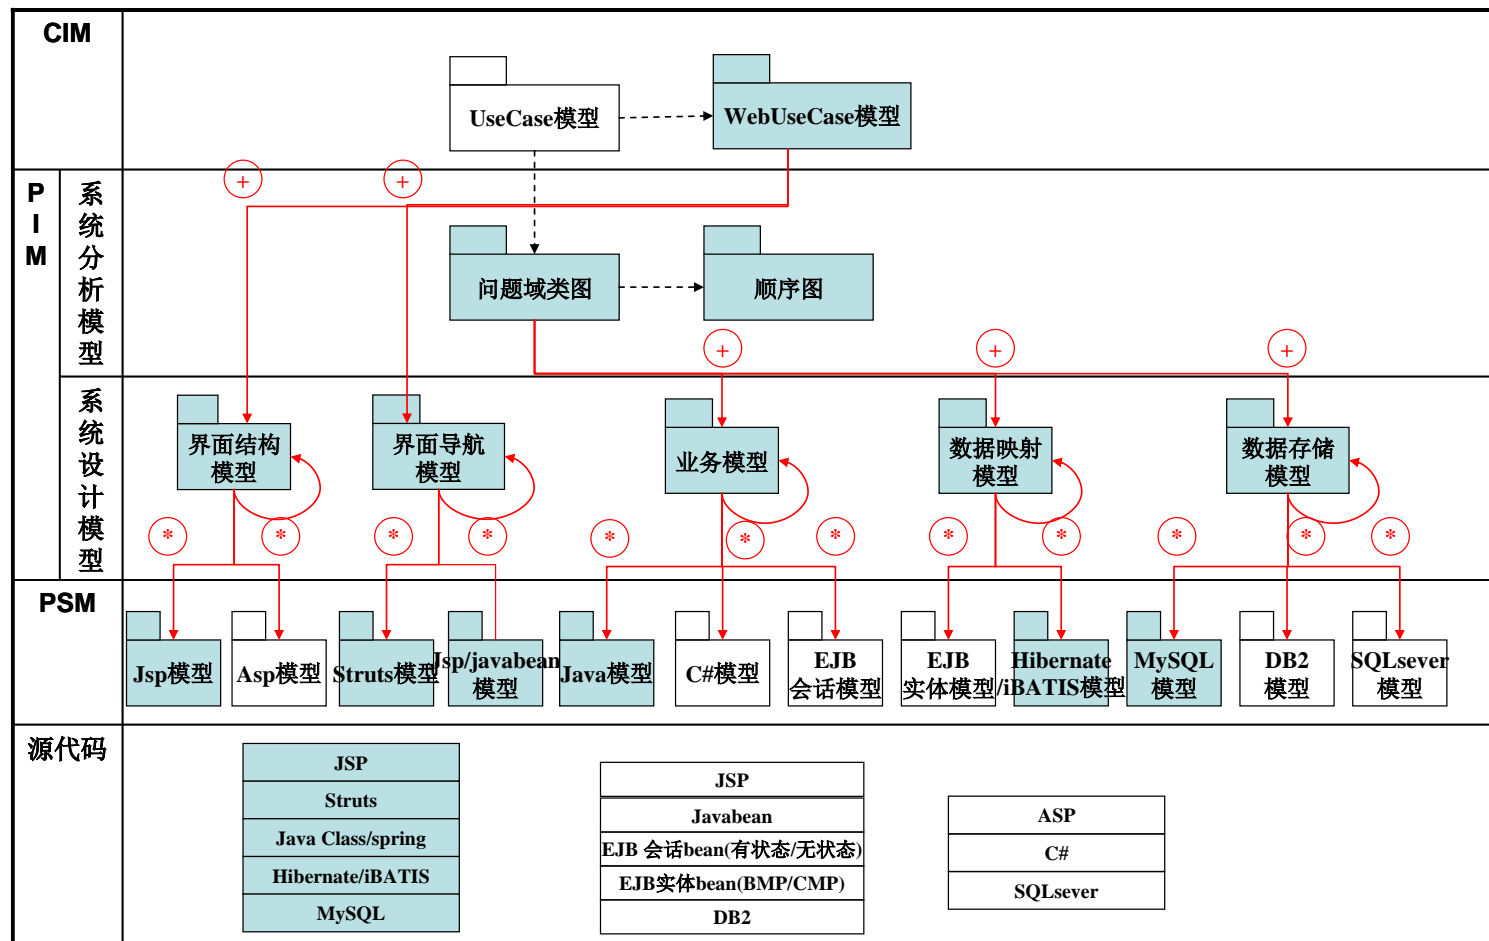 CIM
UseCase模型
WebUseCase模型
+
+
P
I
M
系
统
分
析
模
型
问题域类图
顺序图
+
+
+
系
统
设
计
模
型
界面结构
模型
界面导航
模型
业务模型
数据映射
模型
数据存储
模型
*
*
*
*
*
*
*
*
*
*
*
*
PSM
Jsp模型
Asp模型
Struts模型
Jsp/javabean
模型
Java模型
C#模型
EJB
会话模型
EJB
实体模型
Hibernate
/iBATIS模型
MySQL
模型
DB2
模型
SQLsever
模型
源代码
JSP
Struts
Java Class/spring
Hibernate/iBATIS
MySQL
JSP
Javabean
EJB 会话bean(有状态/无状态)
EJB实体bean(BMP/CMP)
DB2
ASP
C#
SQLsever